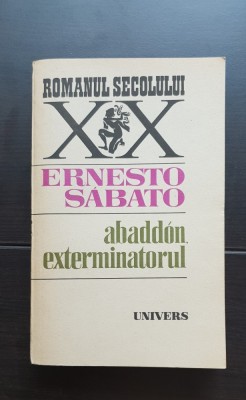 ROMANUL SECOLULUI
XX
ERNESTO
SÁBATO
abaddón,
exterminatorul
UNIVERS